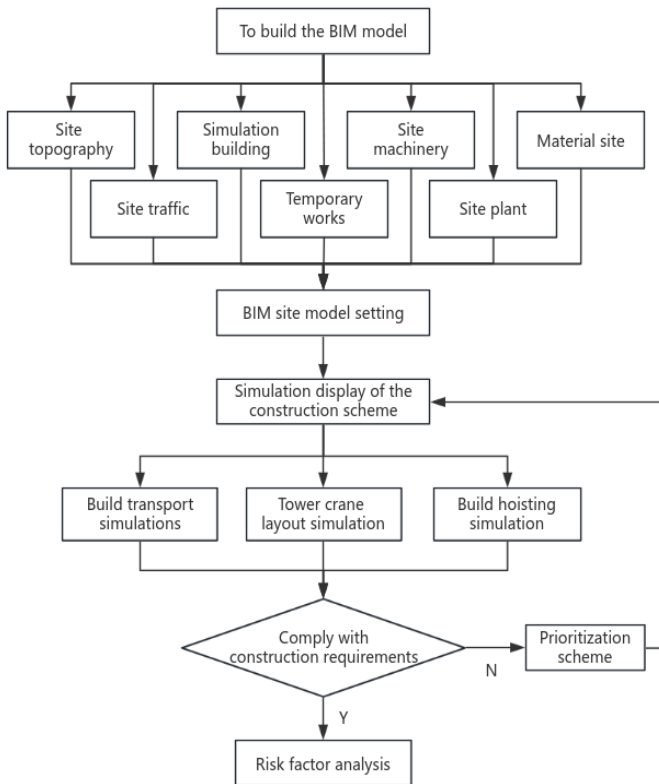 To build the BIM model
Site
topography
Simulation
building
Site
machinery
Material site
Site traffic
Temporary
works
Site plant
BIM site model setting
Simulation display of the
construction scheme
Build transport
simulations
Tower crane
layout simulation
Build hoisting
simulation
Comply with
construction requirements
N
Prioritization
scheme
Y
Risk factor analysis